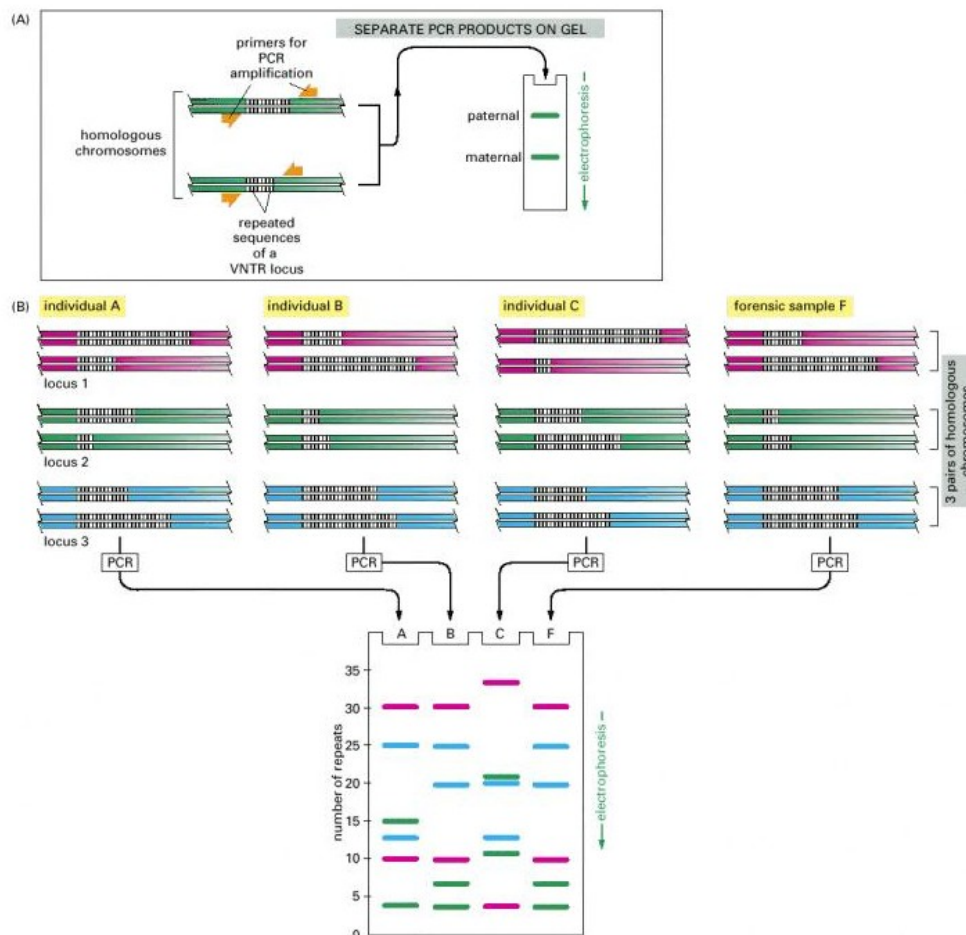 (A)
SEPARATE PCR PRODUCTS ON GEL
primers for
PCR
amplification
homologous
chromosomes
repeated
sequences
of a
VNTR locus
paternal
maternal
electrophoresis
(B)
individual A
individual B
individual C
forensic sample F
locus 1
locus 2
locus 3
3 pairs of homologous
chromosomes
PCR
PCR
PCR
PCR
A
B
C
F
number of repeats
35
30
25
20
15
10
5
0
electrophoresis